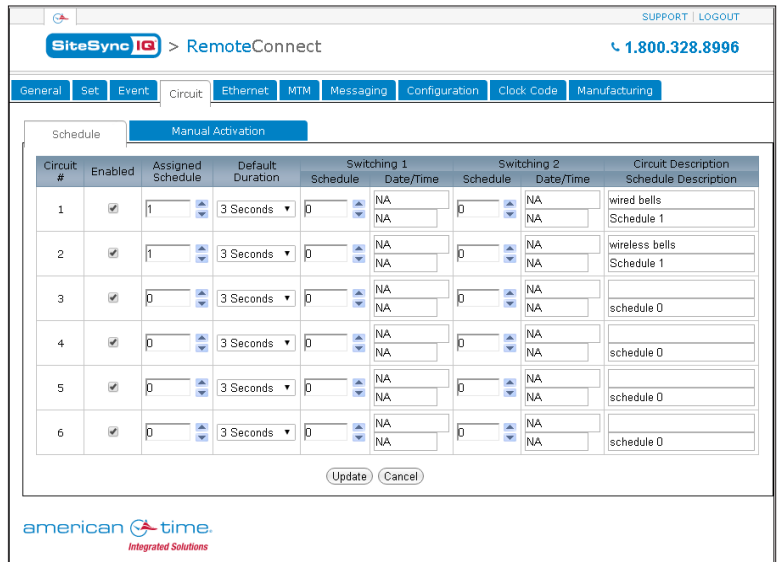 SUPPORT | LOGOUT
SiteSync IQ > RemoteConnect
1.800.328.8996
General Set Event Circuit Ethernet MTM Messaging Configuration Clock Code Manufacturing
Schedule Manual Activation
Circuit # Enabled Assigned Schedule Default Duration Switching 1 Switching 2 Circuit Description
Schedule Date/Time Schedule Date/Time Schedule Description
1 1 3 Seconds 0 NA 0 NA wired bells
NA NA Schedule 1
2 1 3 Seconds 0 NA 0 NA wireless bells
NA NA Schedule 1
3 0 3 Seconds 0 NA 0 NA
NA NA schedule 0
4 0 3 Seconds 0 NA 0 NA
NA NA schedule 0
5 0 3 Seconds 0 NA 0 NA
NA NA schedule 0
6 0 3 Seconds 0 NA 0 NA
NA NA schedule 0
Update Cancel
american time
Integrated Solutions